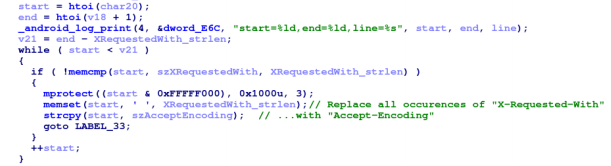 start = htoi(char20);
end = htoi(v18 + 1);
_android_log_print(4, &dword_E6C, "start=%ld,end=%ld,line=%s", start, end, line);
v21 = end - XRequestedWith_strlen;
while ( start < v21 )
{
if ( !memcmp(start, szXRequestedWith, XRequestedWith_strlen) )
{
mprotect((start & 0xFFFFF000), 0x1000u, 3);
memset(start, ' ', XRequestedWith_strlen);// Replace all occurences of "X-Requested-With"
strcpy(start, szAcceptEncoding);  // ...with "Accept-Encoding"
goto LABEL_33;
}
++start;
}